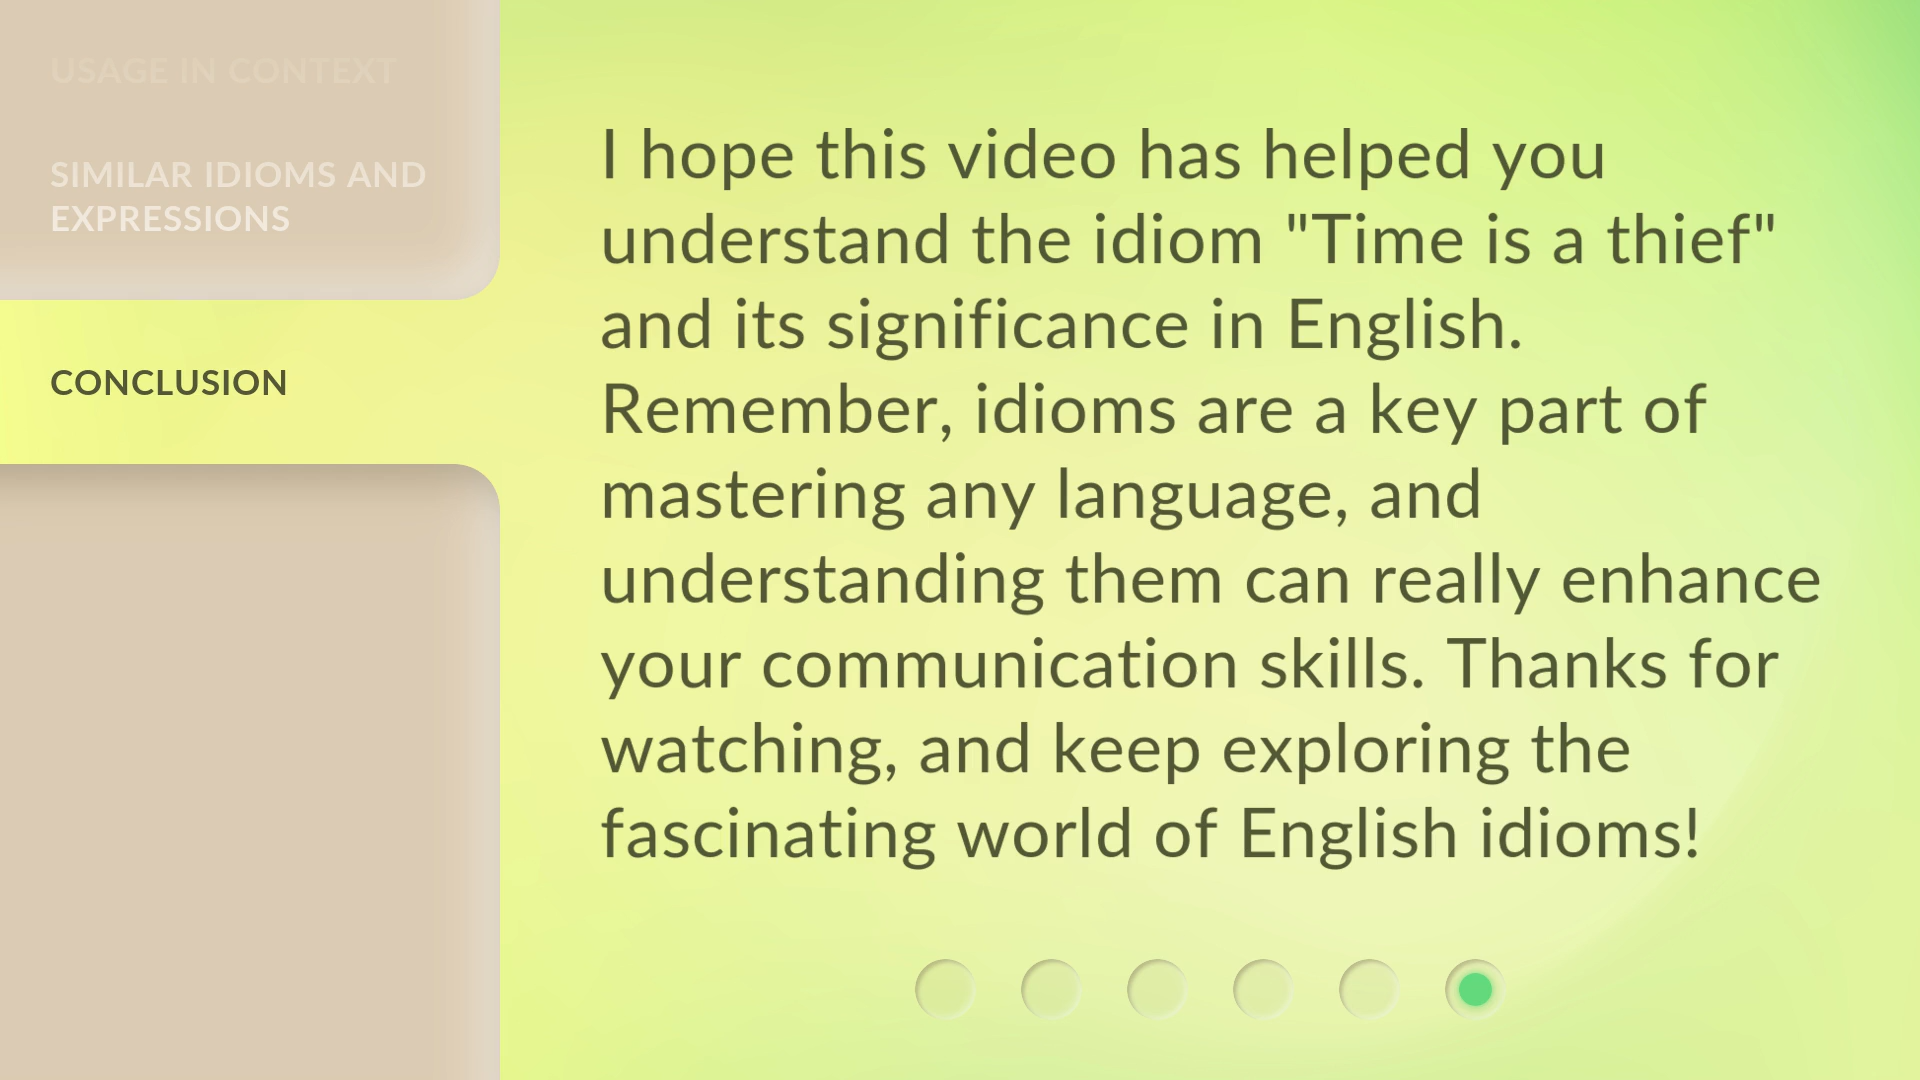 USAGE IN CONTEXT
SIMILAR IDIOMS AND
EXPRESSIONS
CONCLUSION
I hope this video has helped you
understand the idiom "Time is a thief"
and its significance in English.
Remember, idioms are a key part of
mastering any language, and
understanding them can really enhance
your communication skills. Thanks for
watching, and keep exploring the
fascinating world of English idioms!